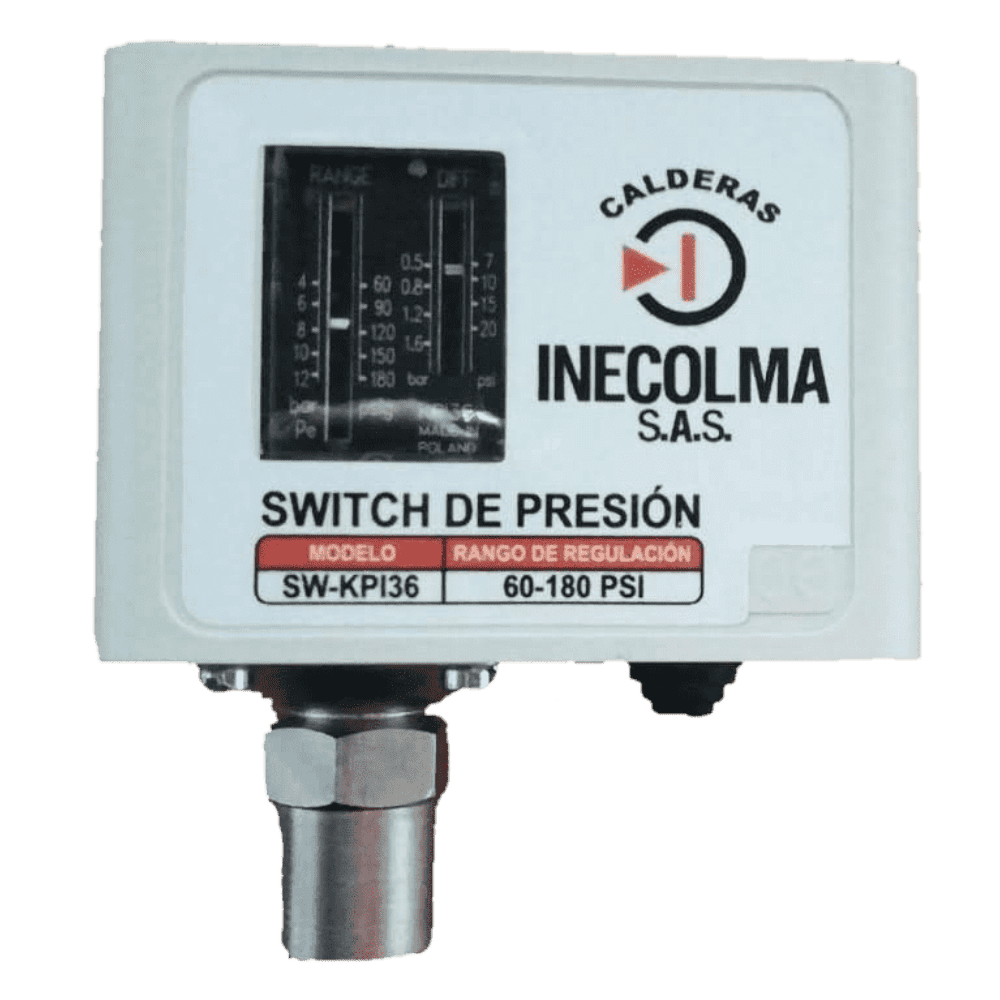 RANGE DIFF
4 60
6 90
8 120
10 150
12 180
bar psig
Pe
0.5 7
0.8 10
1.2 15
1.6 20
bar psi
KPI36
MADE IN
POLAND
CALDERAS
INECOLMA
S.A.S.
SWITCH DE PRESIÓN
MODELO RANGO DE REGULACIÓN
SW-KPI36 60-180 PSI